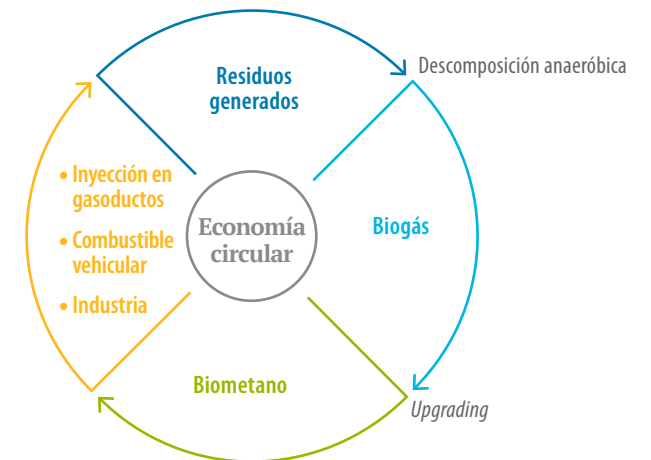 Residuos
generados
Descomposición anaeróbica
Biogás
Upgrading
Biometano
• Inyección en
gasoductos
• Combustible
vehicular
• Industria
Economía
circular